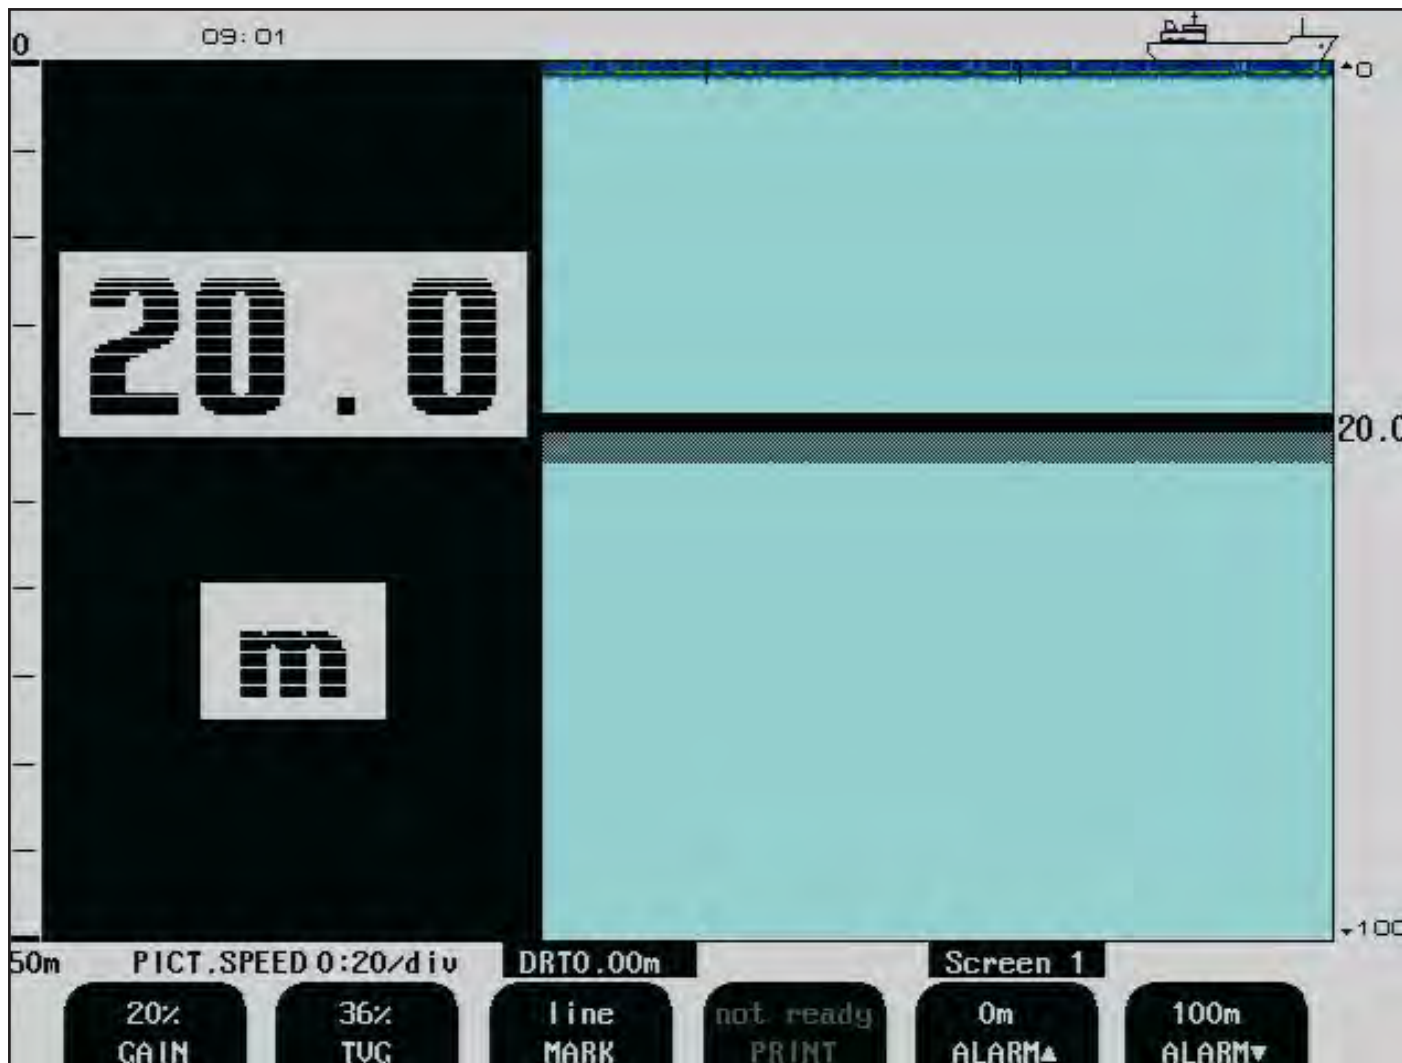 09:01
0
▲0
20.0
m
20.0
▼100
50m PICT.SPEED 0:20/div DRT0.00m Screen 1
20% 36% line not ready 0m 100m
GAIN TVG MARK PRINT ALARM▲ ALARM▼